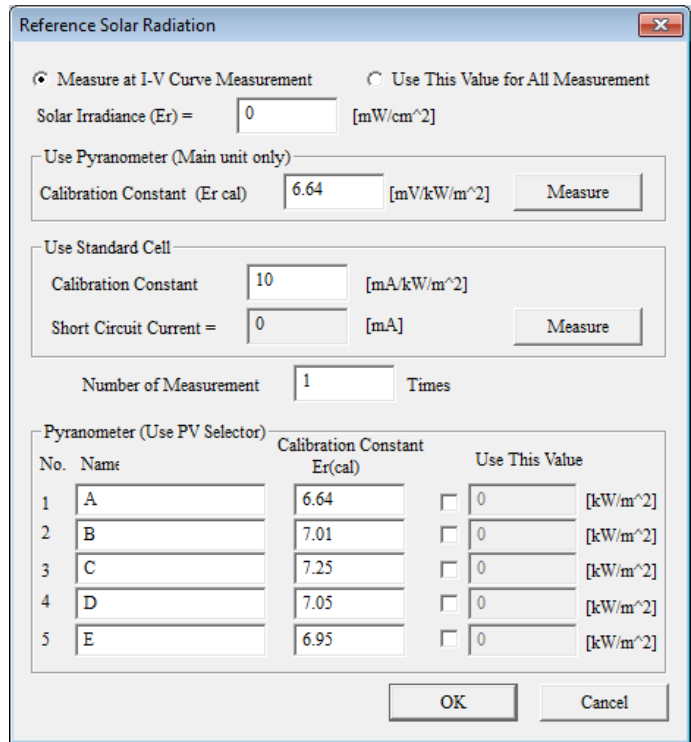 Reference Solar Radiation
Measure at I-V Curve Measurement Use This Value for All Measurement
Solar Irradiance (Er) = 0 [mW/cm^2]
Use Pyranometer (Main unit only)
Calibration Constant (Er cal) 6.64 [mV/kW/m^2] Measure
Use Standard Cell
Calibration Constant 10 [mA/kW/m^2]
Short Circuit Current = 0 [mA] Measure
Number of Measurement 1 Times
Pyranometer (Use PV Selector)
Calibration Constant
No. Name Er(cal) Use This Value
1 A 6.64 0 [kW/m^2]
2 B 7.01 0 [kW/m^2]
3 C 7.25 0 [kW/m^2]
4 D 7.05 0 [kW/m^2]
5 E 6.95 0 [kW/m^2]
OK Cancel